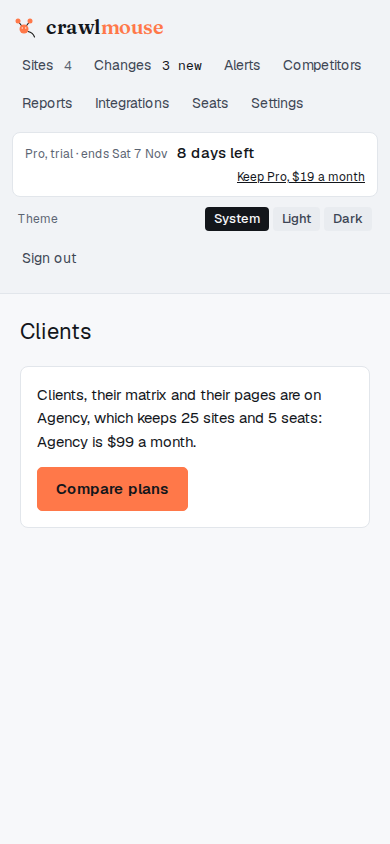 crawlmouse
Sites 4 Changes 3 new Alerts Competitors
Reports Integrations Seats Settings
Pro, trial · ends Sat 7 Nov 8 days left
Keep Pro, $19 a month
Theme System Light Dark
Sign out
Clients
Clients, their matrix and their pages are on
Agency, which keeps 25 sites and 5 seats:
Agency is $99 a month.
Compare plans